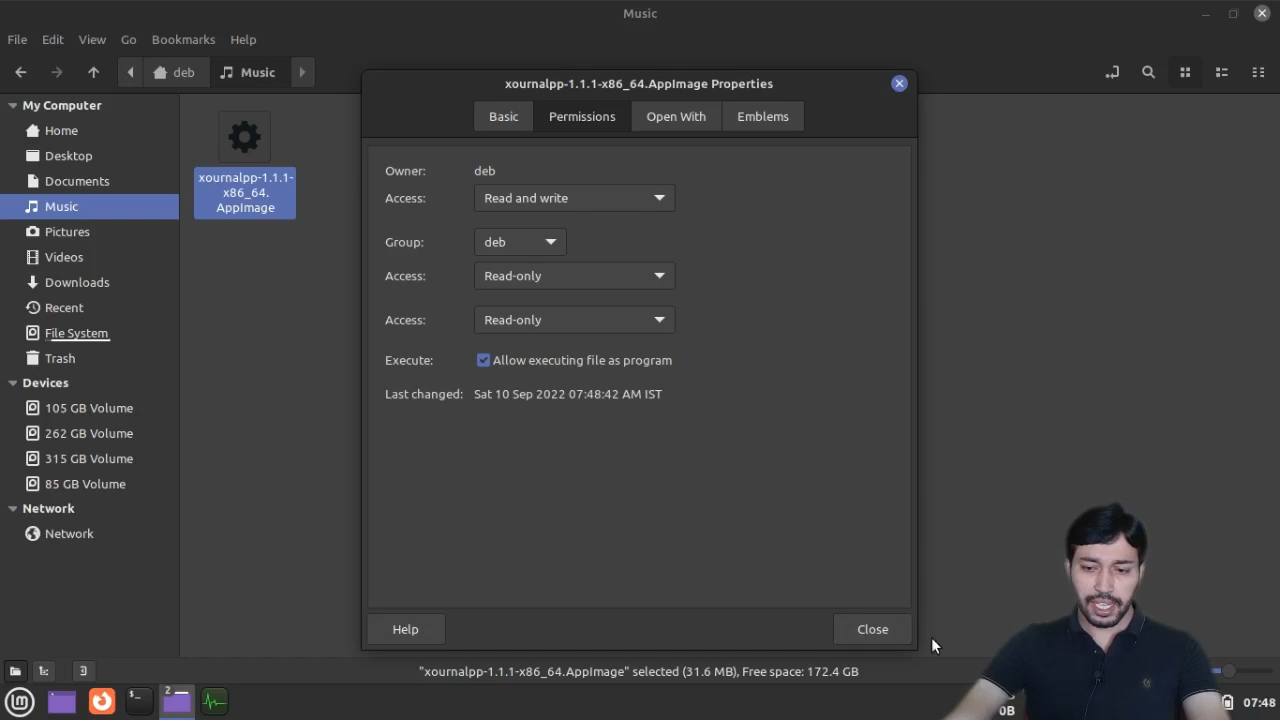 Music
File Edit View Go Bookmarks Help
deb Music
My Computer
Home
Desktop
Documents
Music
Pictures
Videos
Downloads
Recent
File System
Trash
Devices
105 GB Volume
262 GB Volume
315 GB Volume
85 GB Volume
Network
Network
xournalpp-1.1.1-
x86_64.
AppImage
xournalpp-1.1.1-x86_64.AppImage Properties
Basic Permissions Open With Emblems
Owner: deb
Access: Read and write
Group: deb
Access: Read-only
Access: Read-only
Execute: Allow executing file as program
Last changed: Sat 10 Sep 2022 07:48:42 AM IST
Help Close
"xournalpp-1.1.1-x86_64.AppImage" selected (31.6 MB), Free space: 172.4 GB
lm $_ 2 0B 07:48